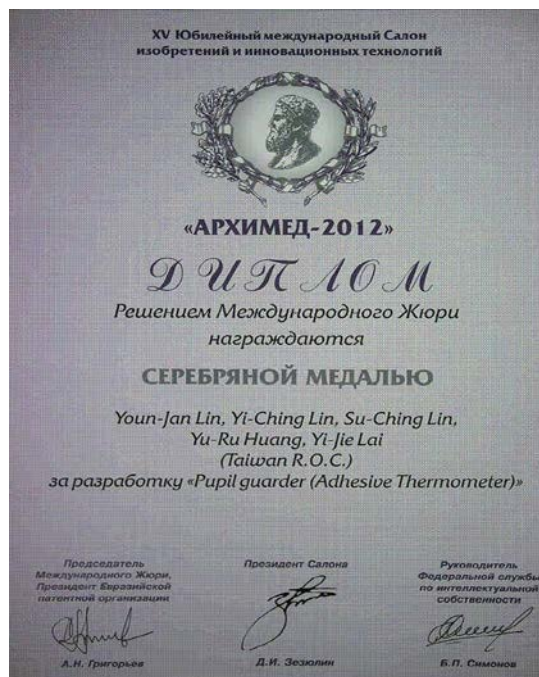 XV Юбилейный международный Салон
изобретений и инновационных технологий
«АРХИМЕД-2012»
ДИПЛОМ
Решением Международного Жюри
награждаются
СЕРЕБРЯНОЙ МЕДАЛЬЮ
Youn-Jan Lin, Yi-Ching Lin, Su-Ching Lin,
Yu-Ru Huang, Yi-Jie Lai
(Taiwan R.O.C.)
за разработку «Pupil guarder (Adhesive Thermometer)»
Председатель
Международного Жюри,
Президент Евразийской
патентной организации
А.Н. Григорьев
Президент Салона
Д.И. Зезюлин
Руководитель
Федеральной службы
по интеллектуальной
собственности
Б.П. Симонов